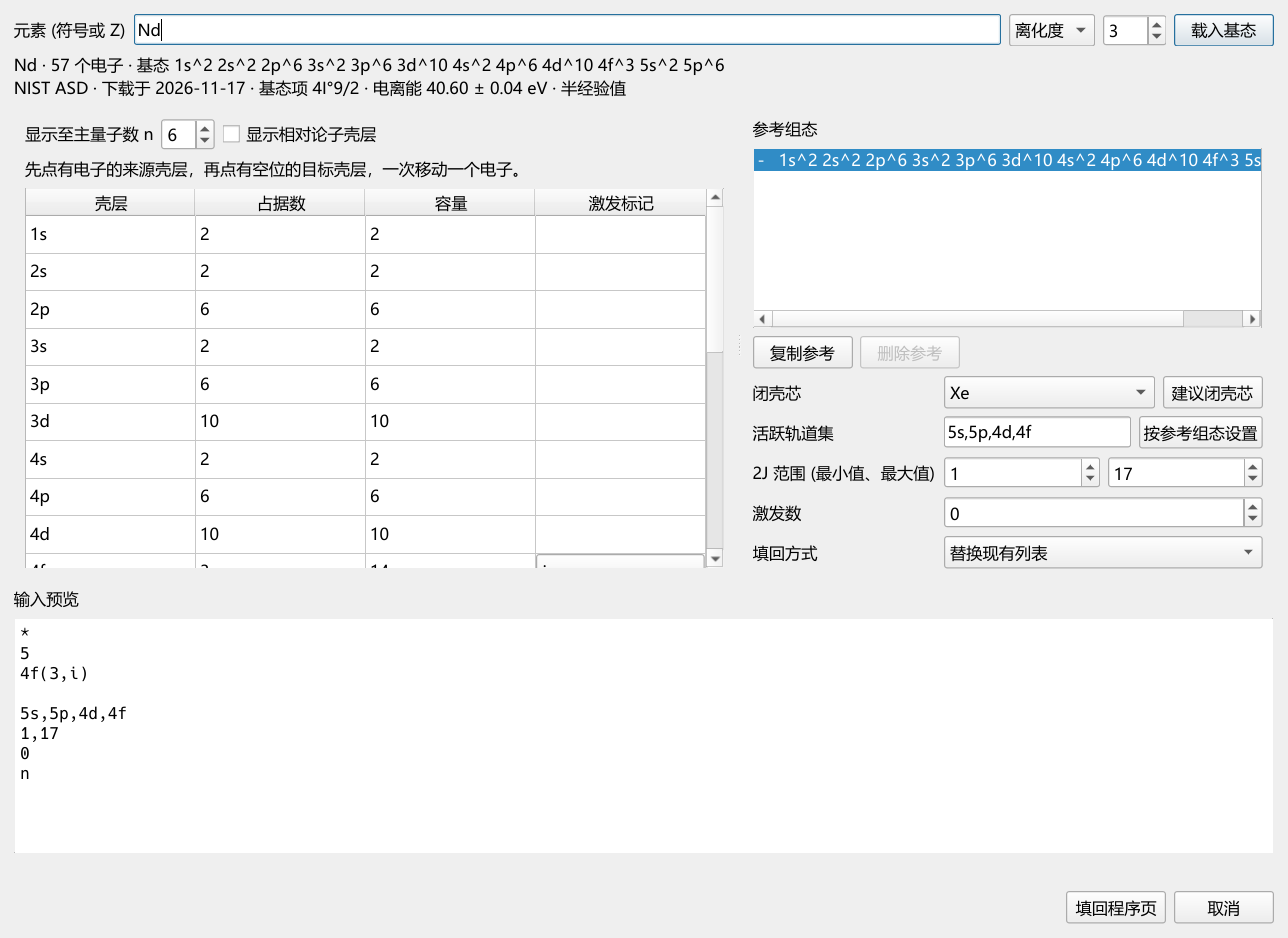 元素 (符号或 Z) Nd 离化度 3 载入基态
Nd · 57 个电子 · 基态 1s^2 2s^2 2p^6 3s^2 3p^6 3d^10 4s^2 4p^6 4d^10 4f^3 5s^2 5p^6
NIST ASD · 下载于 2026-11-17 · 基态项 4I°9/2 · 电离能 40.60 ± 0.04 eV · 半经验值
显示至主量子数 n 6 显示相对论子壳层
先点有电子的来源壳层，再点有空位的目标壳层，一次移动一个电子。
壳层 占据数 容量 激发标记
1s 2 2
2s 2 2
2p 6 6
3s 2 2
3p 6 6
3d 10 10
4s 2 2
4p 6 6
4d 10 10
参考组态
- 1s^2 2s^2 2p^6 3s^2 3p^6 3d^10 4s^2 4p^6 4d^10 4f^3 5s
复制参考 删除参考
闭壳芯 Xe 建议闭壳芯
活跃轨道集 5s,5p,4d,4f 按参考组态设置
2J 范围 (最小值、最大值) 1 17
激发数 0
填回方式 替换现有列表
输入预览
*
5
4f(3,i)
5s,5p,4d,4f
1,17
0
n
填回程序页 取消